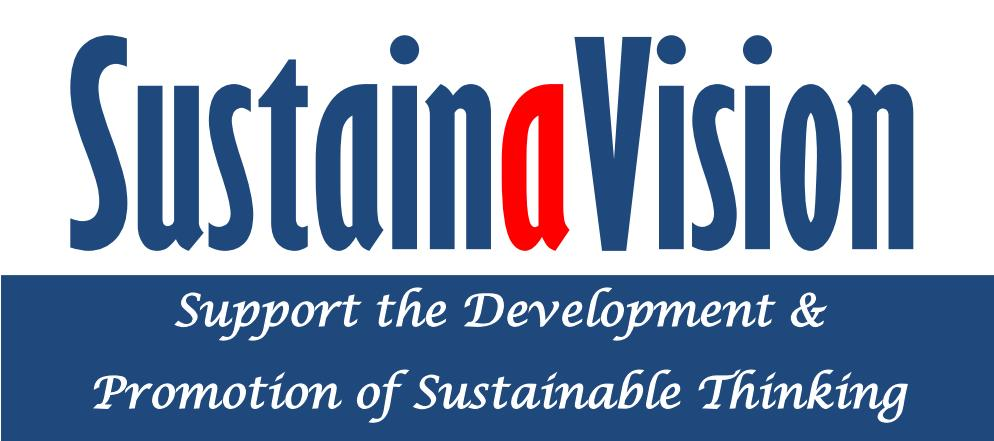 SustainaVision
Support the Development &
Promotion of Sustainable Thinking